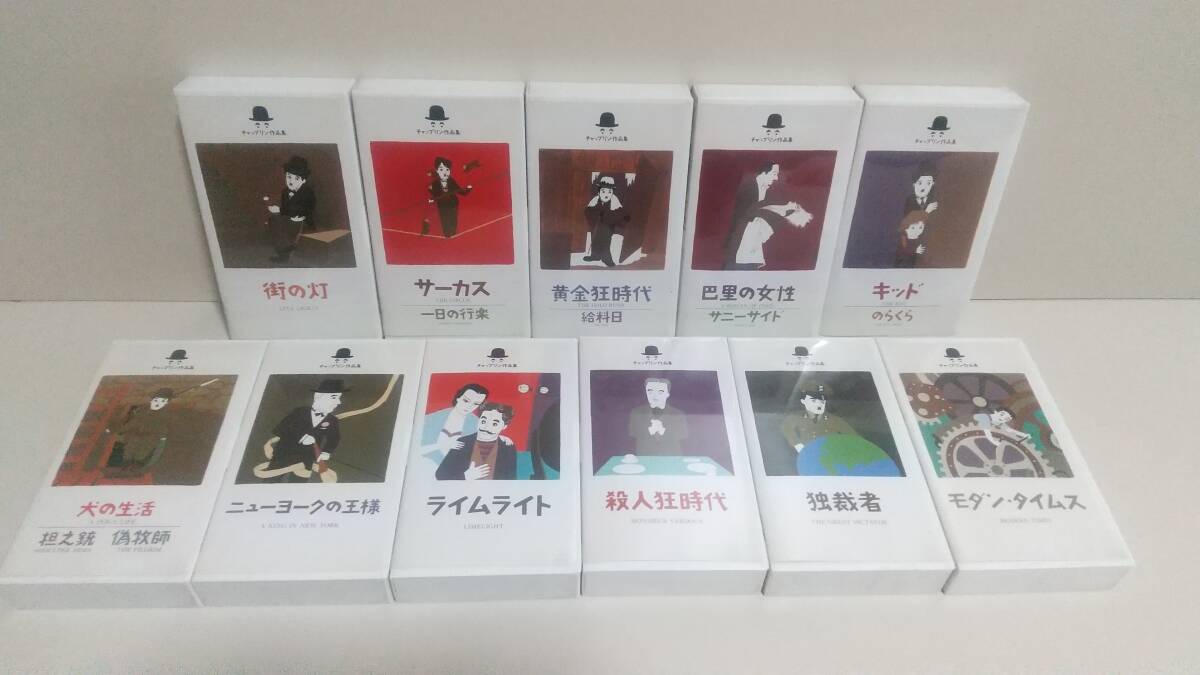 チャップリン作品集
街の灯
CITY LIGHTS
チャップリン作品集
サーカス
THE CIRCUS
一日の行楽
チャップリン作品集
黄金狂時代
THE GOLD RUSH
給料日
チャップリン作品集
巴里の女性
サニーサイド
チャップリン作品集
キッド
THE KID
のらくら
チャップリン作品集
犬の生活
A DOG'S LIFE
担え銃 偽牧師
SHOULDER ARMS THE PILGRIM
チャップリン作品集
ニューヨークの王様
A KING IN NEW YORK
チャップリン作品集
ライムライト
LIMELIGHT
チャップリン作品集
殺人狂時代
MONSIEUR VERDOUX
チャップリン作品集
独裁者
THE GREAT DICTATOR
チャップリン作品集
モダン・タイムス
MODERN TIMES